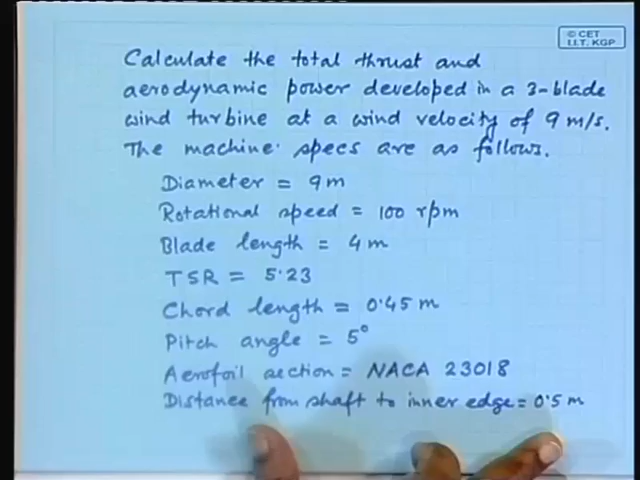 © CET
I.I.T. KGP
Calculate the total thrust and
aerodynamic power developed in a 3-blade
wind turbine at a wind velocity of 9 m/s.
The machine specs are as follows.
Diameter = 9m
Rotational speed = 100 rpm
Blade length = 4 m
TSR = 5.23
Chord length = 0.45 m
Pitch angle = 5°
Aerofoil section = NACA 23018
Distance from shaft to inner edge = 0.5 m